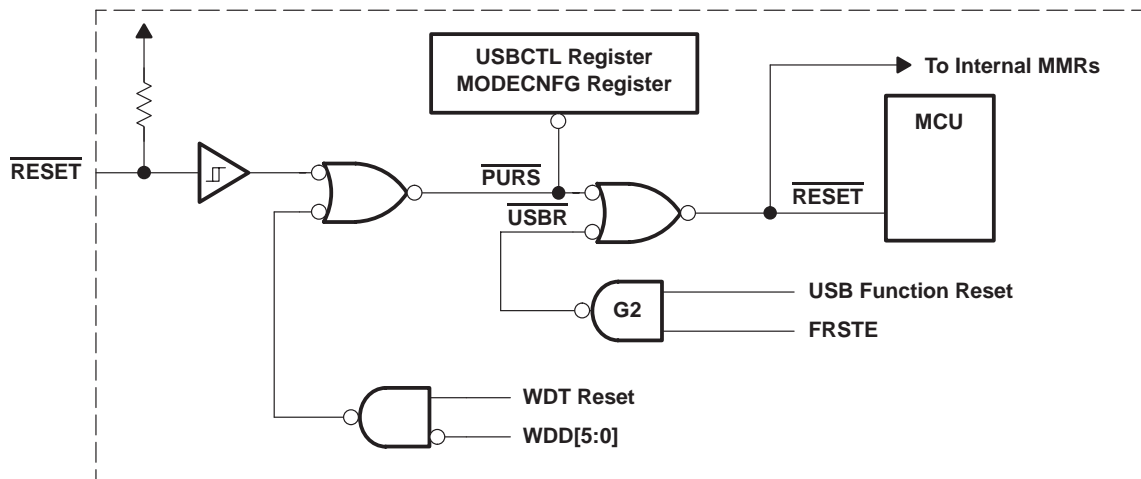 USBCTL Register
MODECNFG Register
To Internal MMRs
MCU
RESET
PURS
RESET
USBR
G2
USB Function Reset
FRSTE
WDT Reset
WDD[5:0]